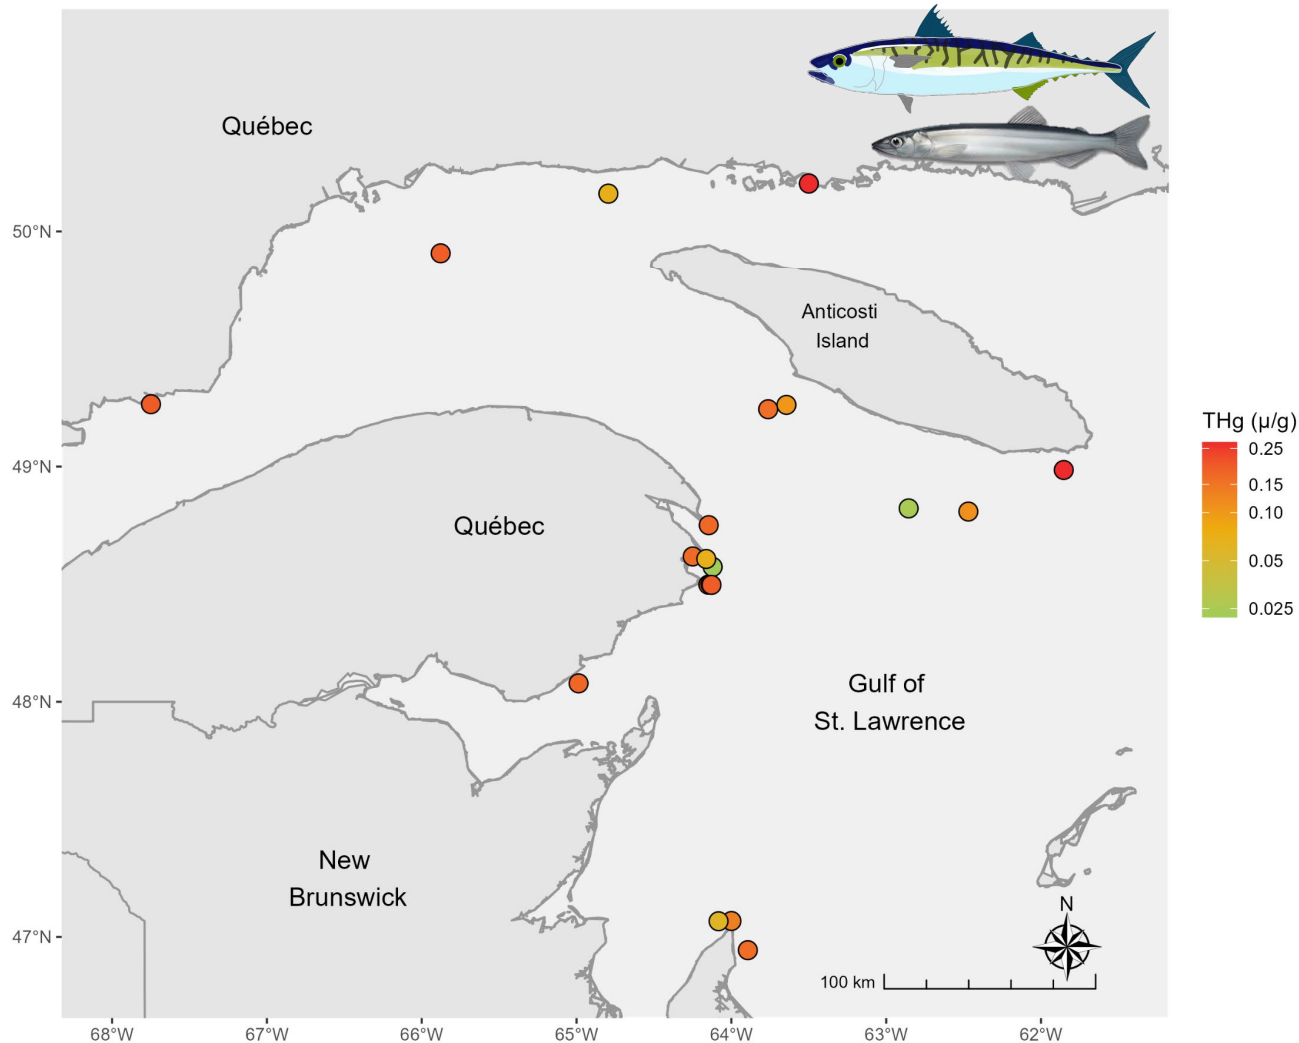 Québec
50°N
Anticosti
Island
THg (μ/g)
0.25
49°N
0.15
0.10
Québec
0.05
0.025
Gulf of
St. Lawrence
48°N
New
Brunswick
N
47°N
100 km
68°W
67°W
66°W
65°W
64°W
63°W
62°W